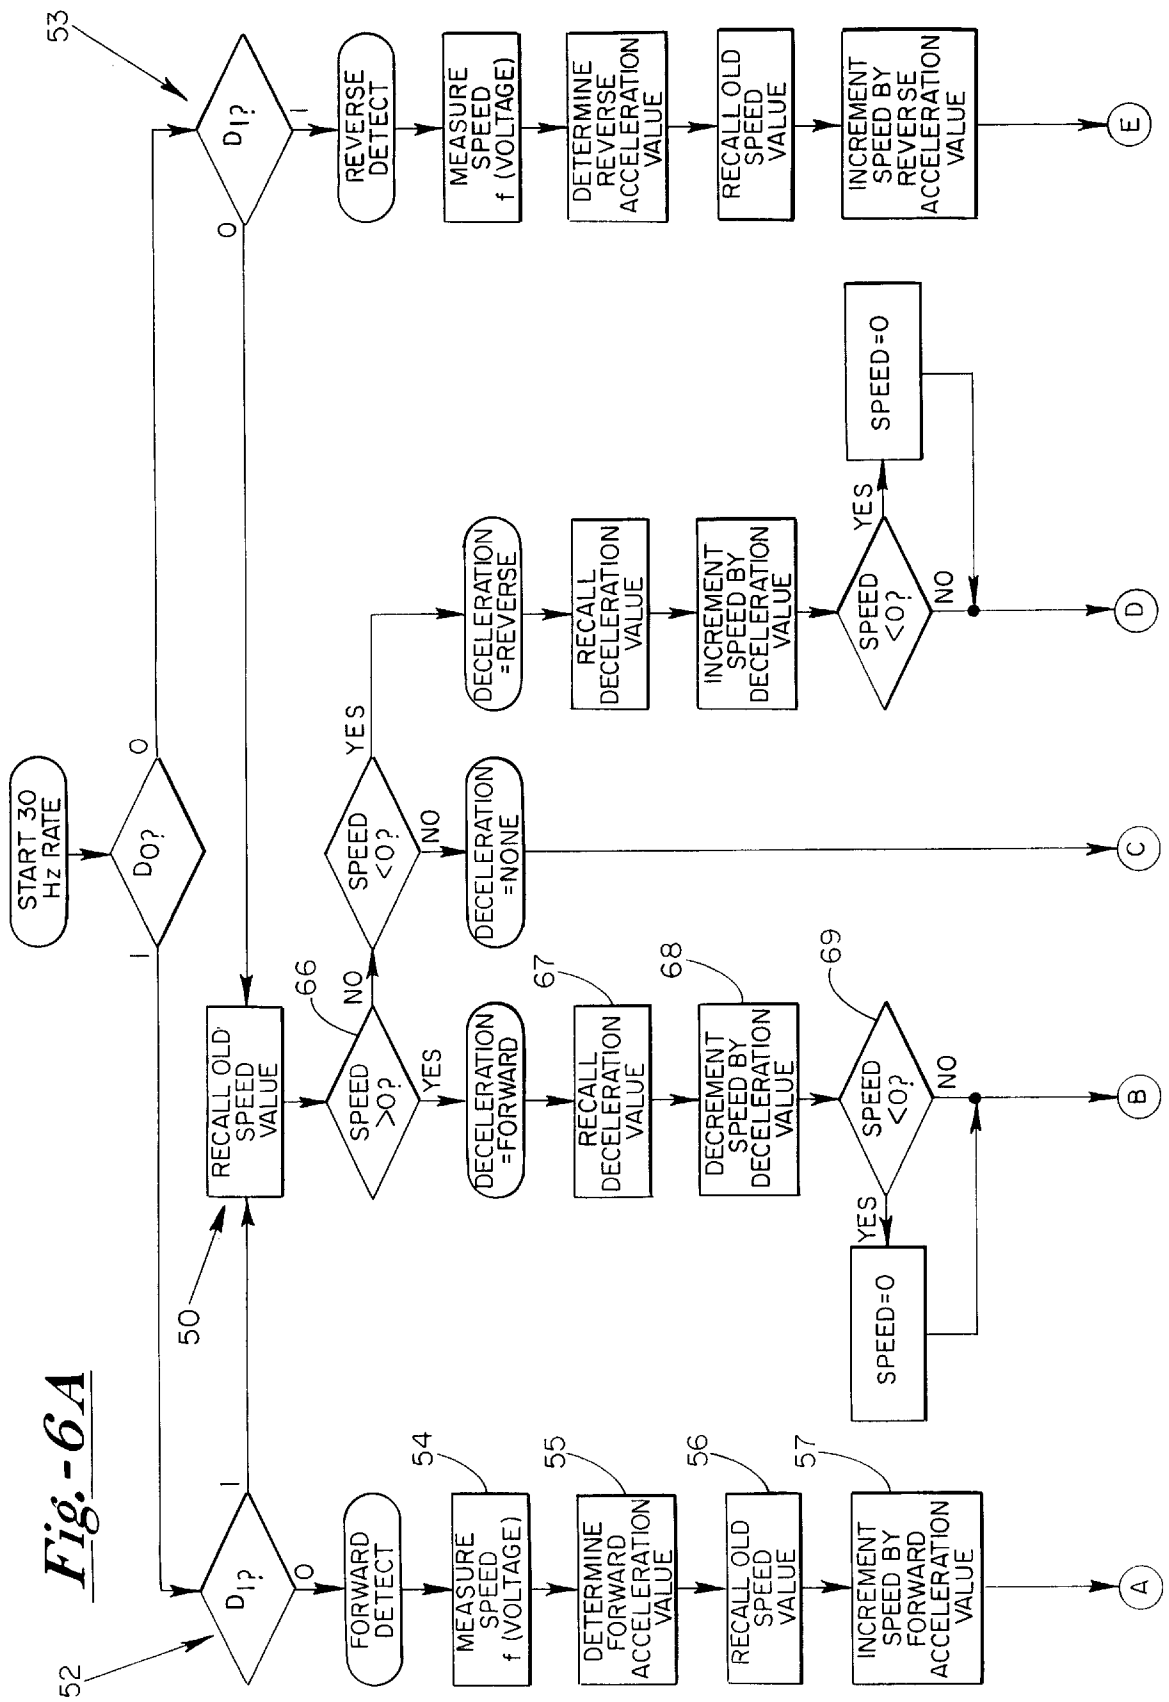 Fig.-6A
START 30
Hz RATE
D0?
1
0
52
D1?
1
0
50
RECALL OLD
SPEED
VALUE
53
D1?
0
1
FORWARD
DETECT
66
SPEED
>0?
NO
YES
SPEED
<0?
YES
NO
REVERSE
DETECT
54
MEASURE
SPEED
f (VOLTAGE)
DECELERATION
=FORWARD
DECELERATION
=NONE
DECELERATION
=REVERSE
MEASURE
SPEED
f (VOLTAGE)
55
DETERMINE
FORWARD
ACCELERATION
VALUE
67
RECALL
DECELERATION
VALUE
RECALL
DECELERATION
VALUE
DETERMINE
REVERSE
ACCELERATION
VALUE
56
RECALL OLD
SPEED
VALUE
68
DECREMENT
SPEED BY
DECELERATION
VALUE
INCREMENT
SPEED BY
DECELERATION
VALUE
RECALL OLD
SPEED
VALUE
57
INCREMENT
SPEED BY
FORWARD
ACCELERATION
VALUE
SPEED=0
YES
69
SPEED
<0?
NO
SPEED
<0?
YES
NO
SPEED=0
INCREMENT
SPEED BY
REVERSE
ACCELERATION
VALUE
A
B
C
D
E